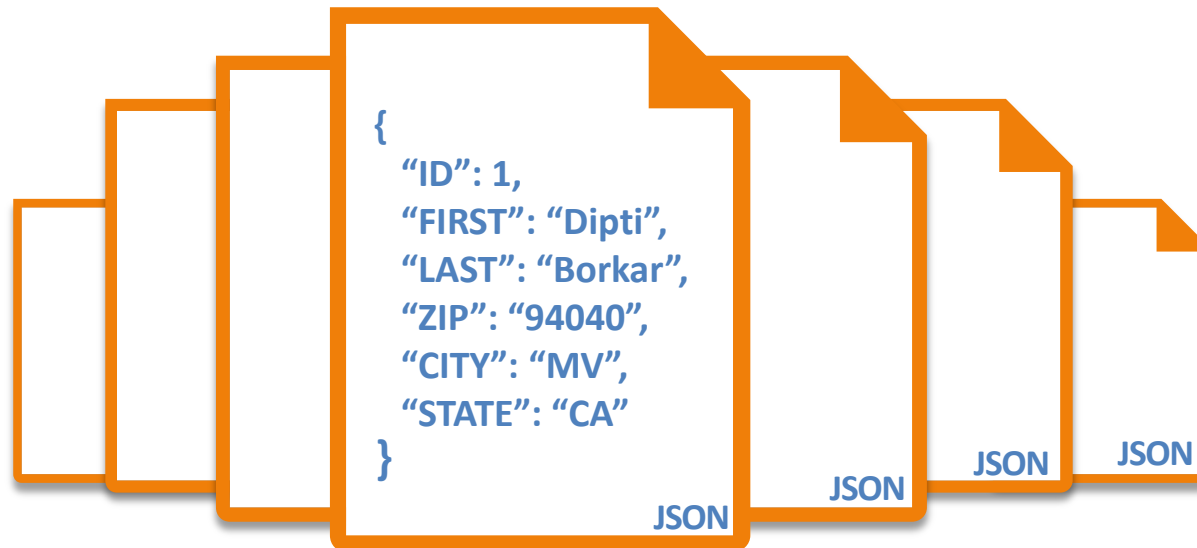 {
“ID”: 1,
“FIRST”: “Dipti”,
“LAST”: “Borkar”,
“ZIP”: “94040”,
“CITY”: “MV”,
“STATE”: “CA”
}
JSON
JSON
JSON
JSON